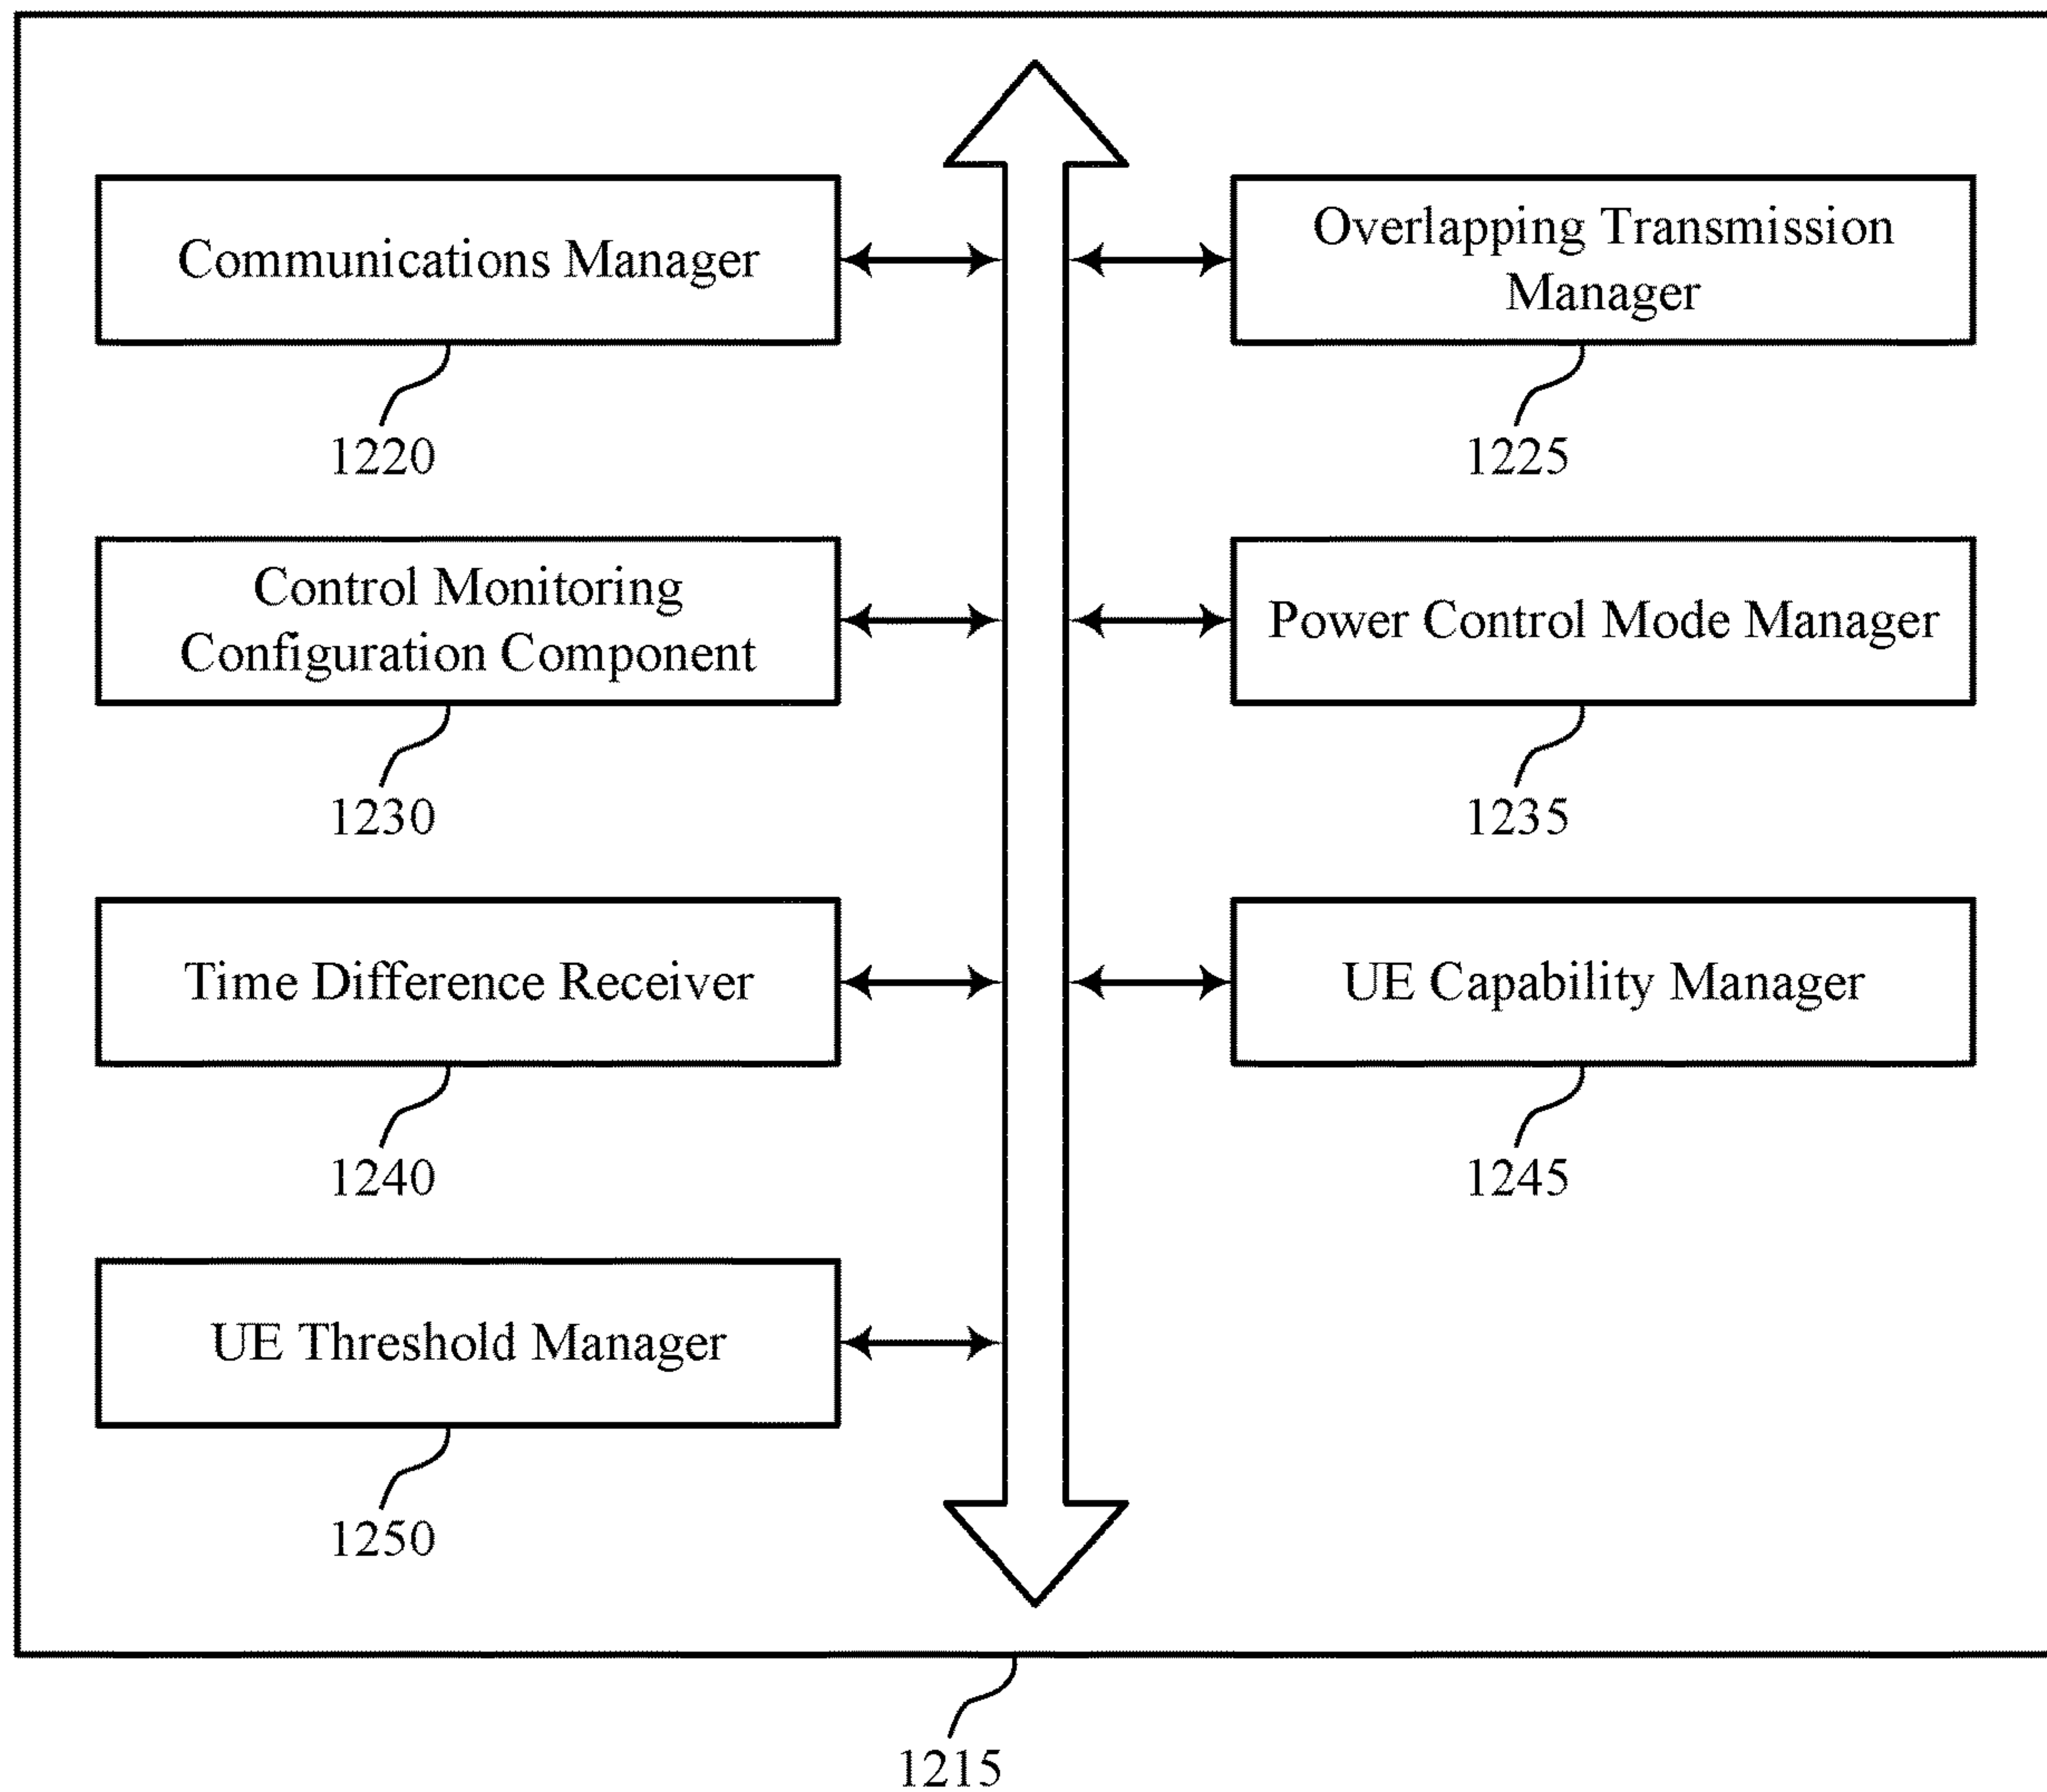 Communications Manager
1220
Overlapping Transmission
Manager
1225
Control Monitoring
Configuration Component
1230
Power Control Mode Manager
1235
Time Difference Receiver
1240
UE Capability Manager
1245
UE Threshold Manager
1250
1215